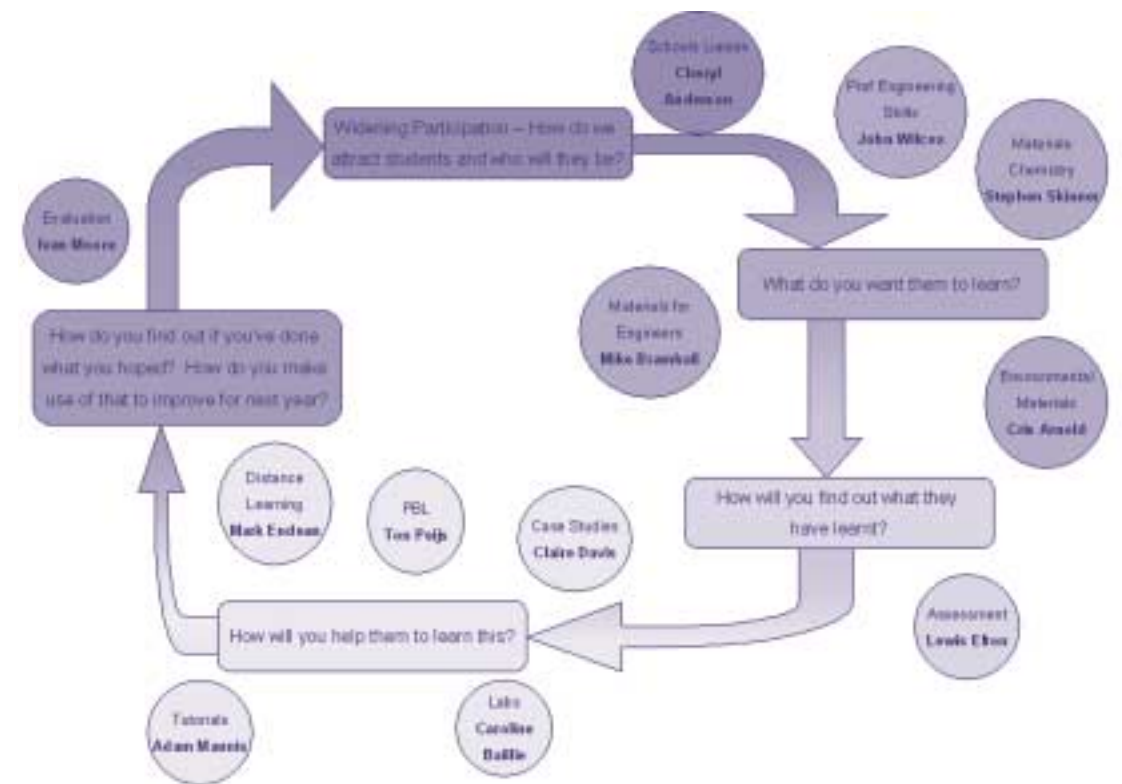 Schools Liaison
Cheryl
Anderson
Prof Engineering
Skills
John Wilcox
Widening Participation – How do we
attract students and who will they be?
Materials
Chemistry
Stephen Skinner
Evaluation
Ivan Moore
What do you want them to learn?
Materials for
Engineers
Mike Bramhall
How do you find out if you've done
what you hoped? How do you make
use of that to improve for next year?
Environmental
Materials
Cris Arnold
Distance
Learning
Mark Endean
PBL
Ton Peijs
Case Studies
Claire Davis
How will you find out what they
have learnt?
Assessment
Lewis Elton
How will you help them to learn this?
Tutorials
Adam Mannis
Labs
Caroline
Baillie